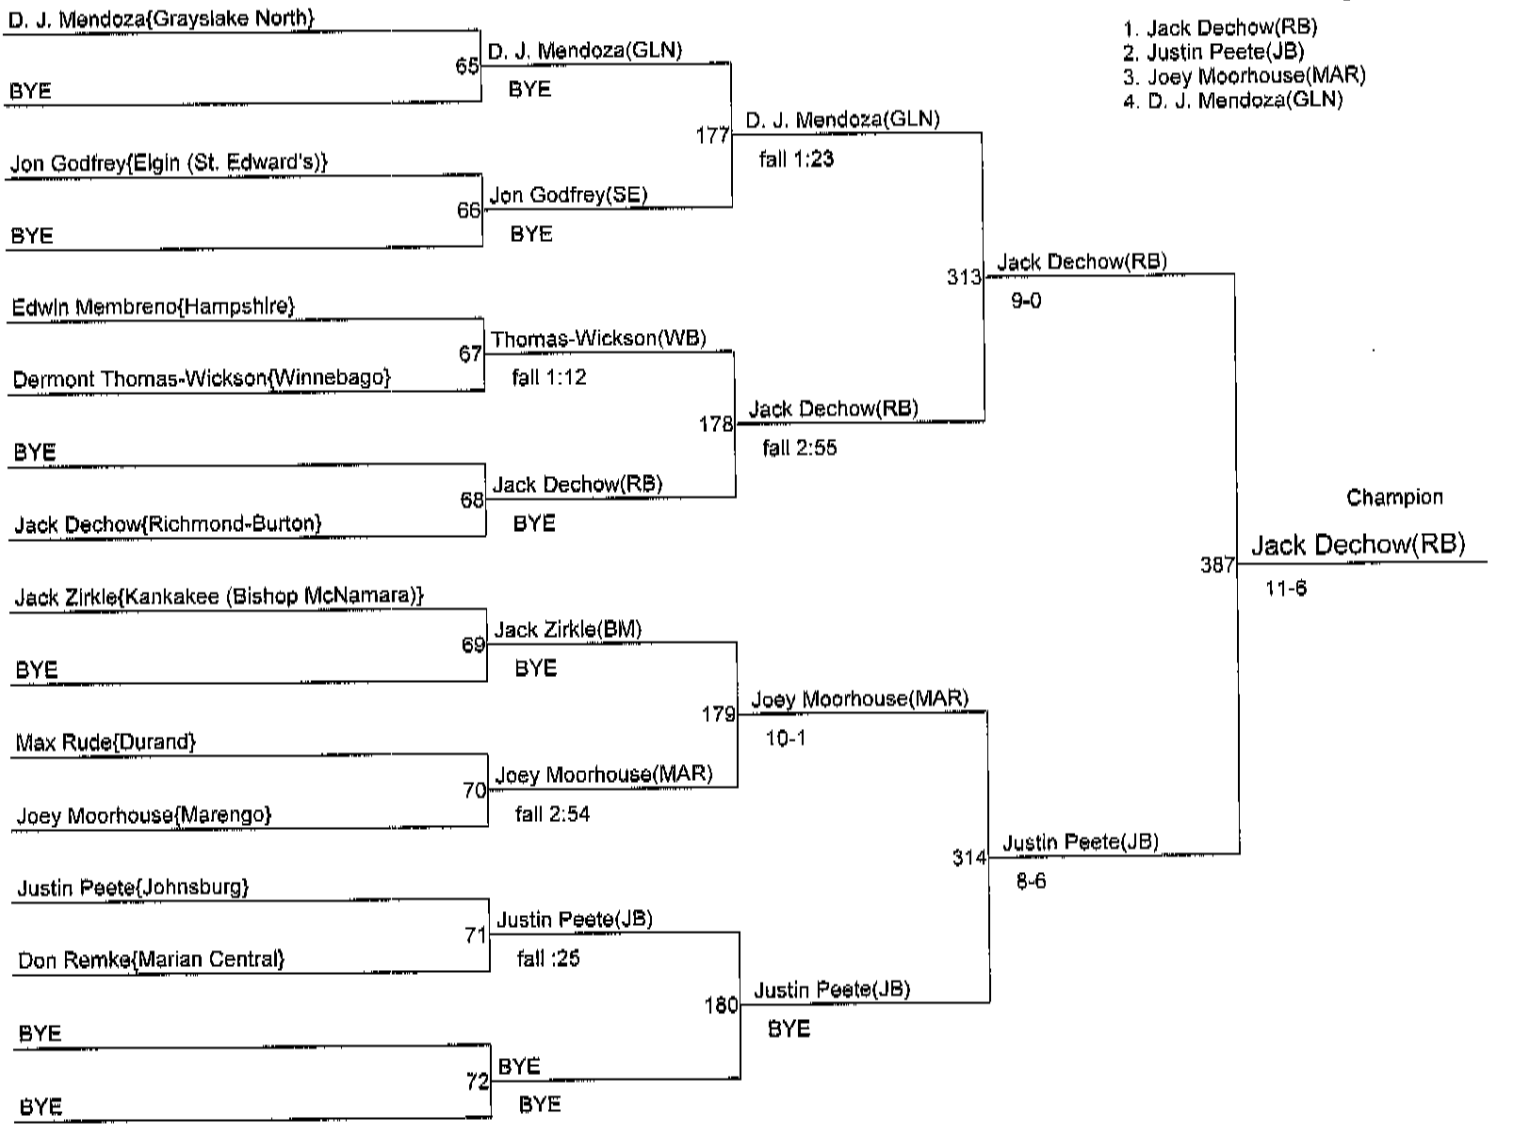 D. J. Mendoza{Grayslake North}
BYE
Jon Godfrey{Elgin (St. Edward's)}
BYE
Edwin Membreno{Hampshire}
Dermont Thomas-Wickson{Winnebago}
BYE
Jack Dechow{Richmond-Burton}
Jack Zirkle{Kankakee (Bishop McNamara)}
BYE
Max Rude{Durand}
Joey Moorhouse{Marengo}
Justin Peete{Johnsburg}
Don Remke{Marian Central}
BYE
BYE
65
D. J. Mendoza(GLN)
BYE
66
Jon Godfrey(SE)
BYE
67
Thomas-Wickson(WB)
fall 1:12
68
Jack Dechow(RB)
BYE
69
Jack Zirkle(BM)
BYE
70
Joey Moorhouse(MAR)
fall 2:54
71
Justin Peete(JB)
fall :25
72
BYE
BYE
177
D. J. Mendoza(GLN)
fall 1:23
178
Jack Dechow(RB)
fall 2:55
179
Joey Moorhouse(MAR)
10-1
180
Justin Peete(JB)
BYE
313
Jack Dechow(RB)
9-0
314
Justin Peete(JB)
8-6
387
Champion
Jack Dechow(RB)
11-6
1. Jack Dechow(RB)
2. Justin Peete(JB)
3. Joey Moorhouse(MAR)
4. D. J. Mendoza(GLN)